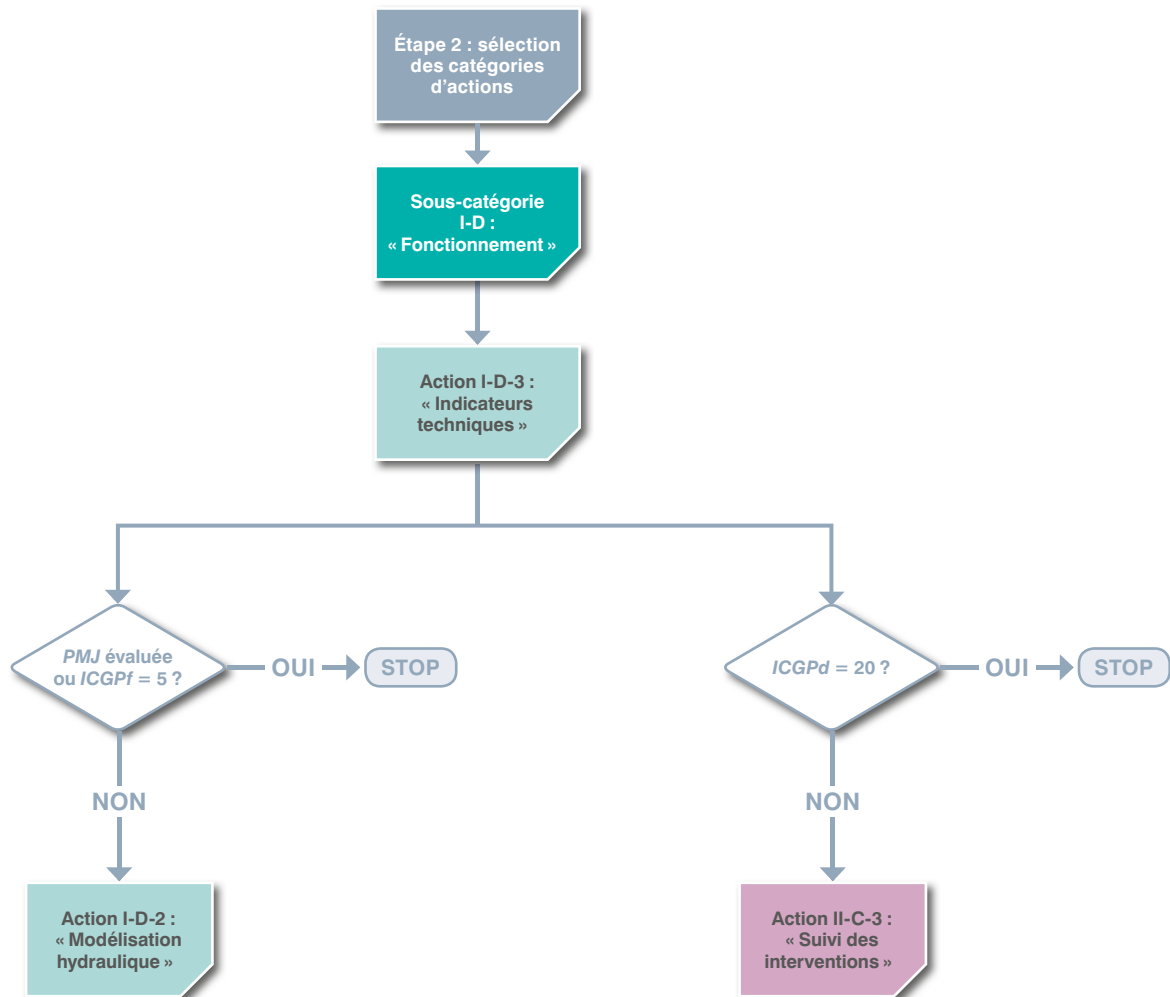 Étape 2 : sélection
des catégories
d’actions
Sous-catégorie
I-D :
« Fonctionnement »
Action I-D-3 :
« Indicateurs
techniques »
PMJ évaluée
ou ICGPf = 5 ?
OUI
STOP
ICGPd = 20 ?
OUI
STOP
NON
NON
Action I-D-2 :
« Modélisation
hydraulique »
Action II-C-3 :
« Suivi des
interventions »